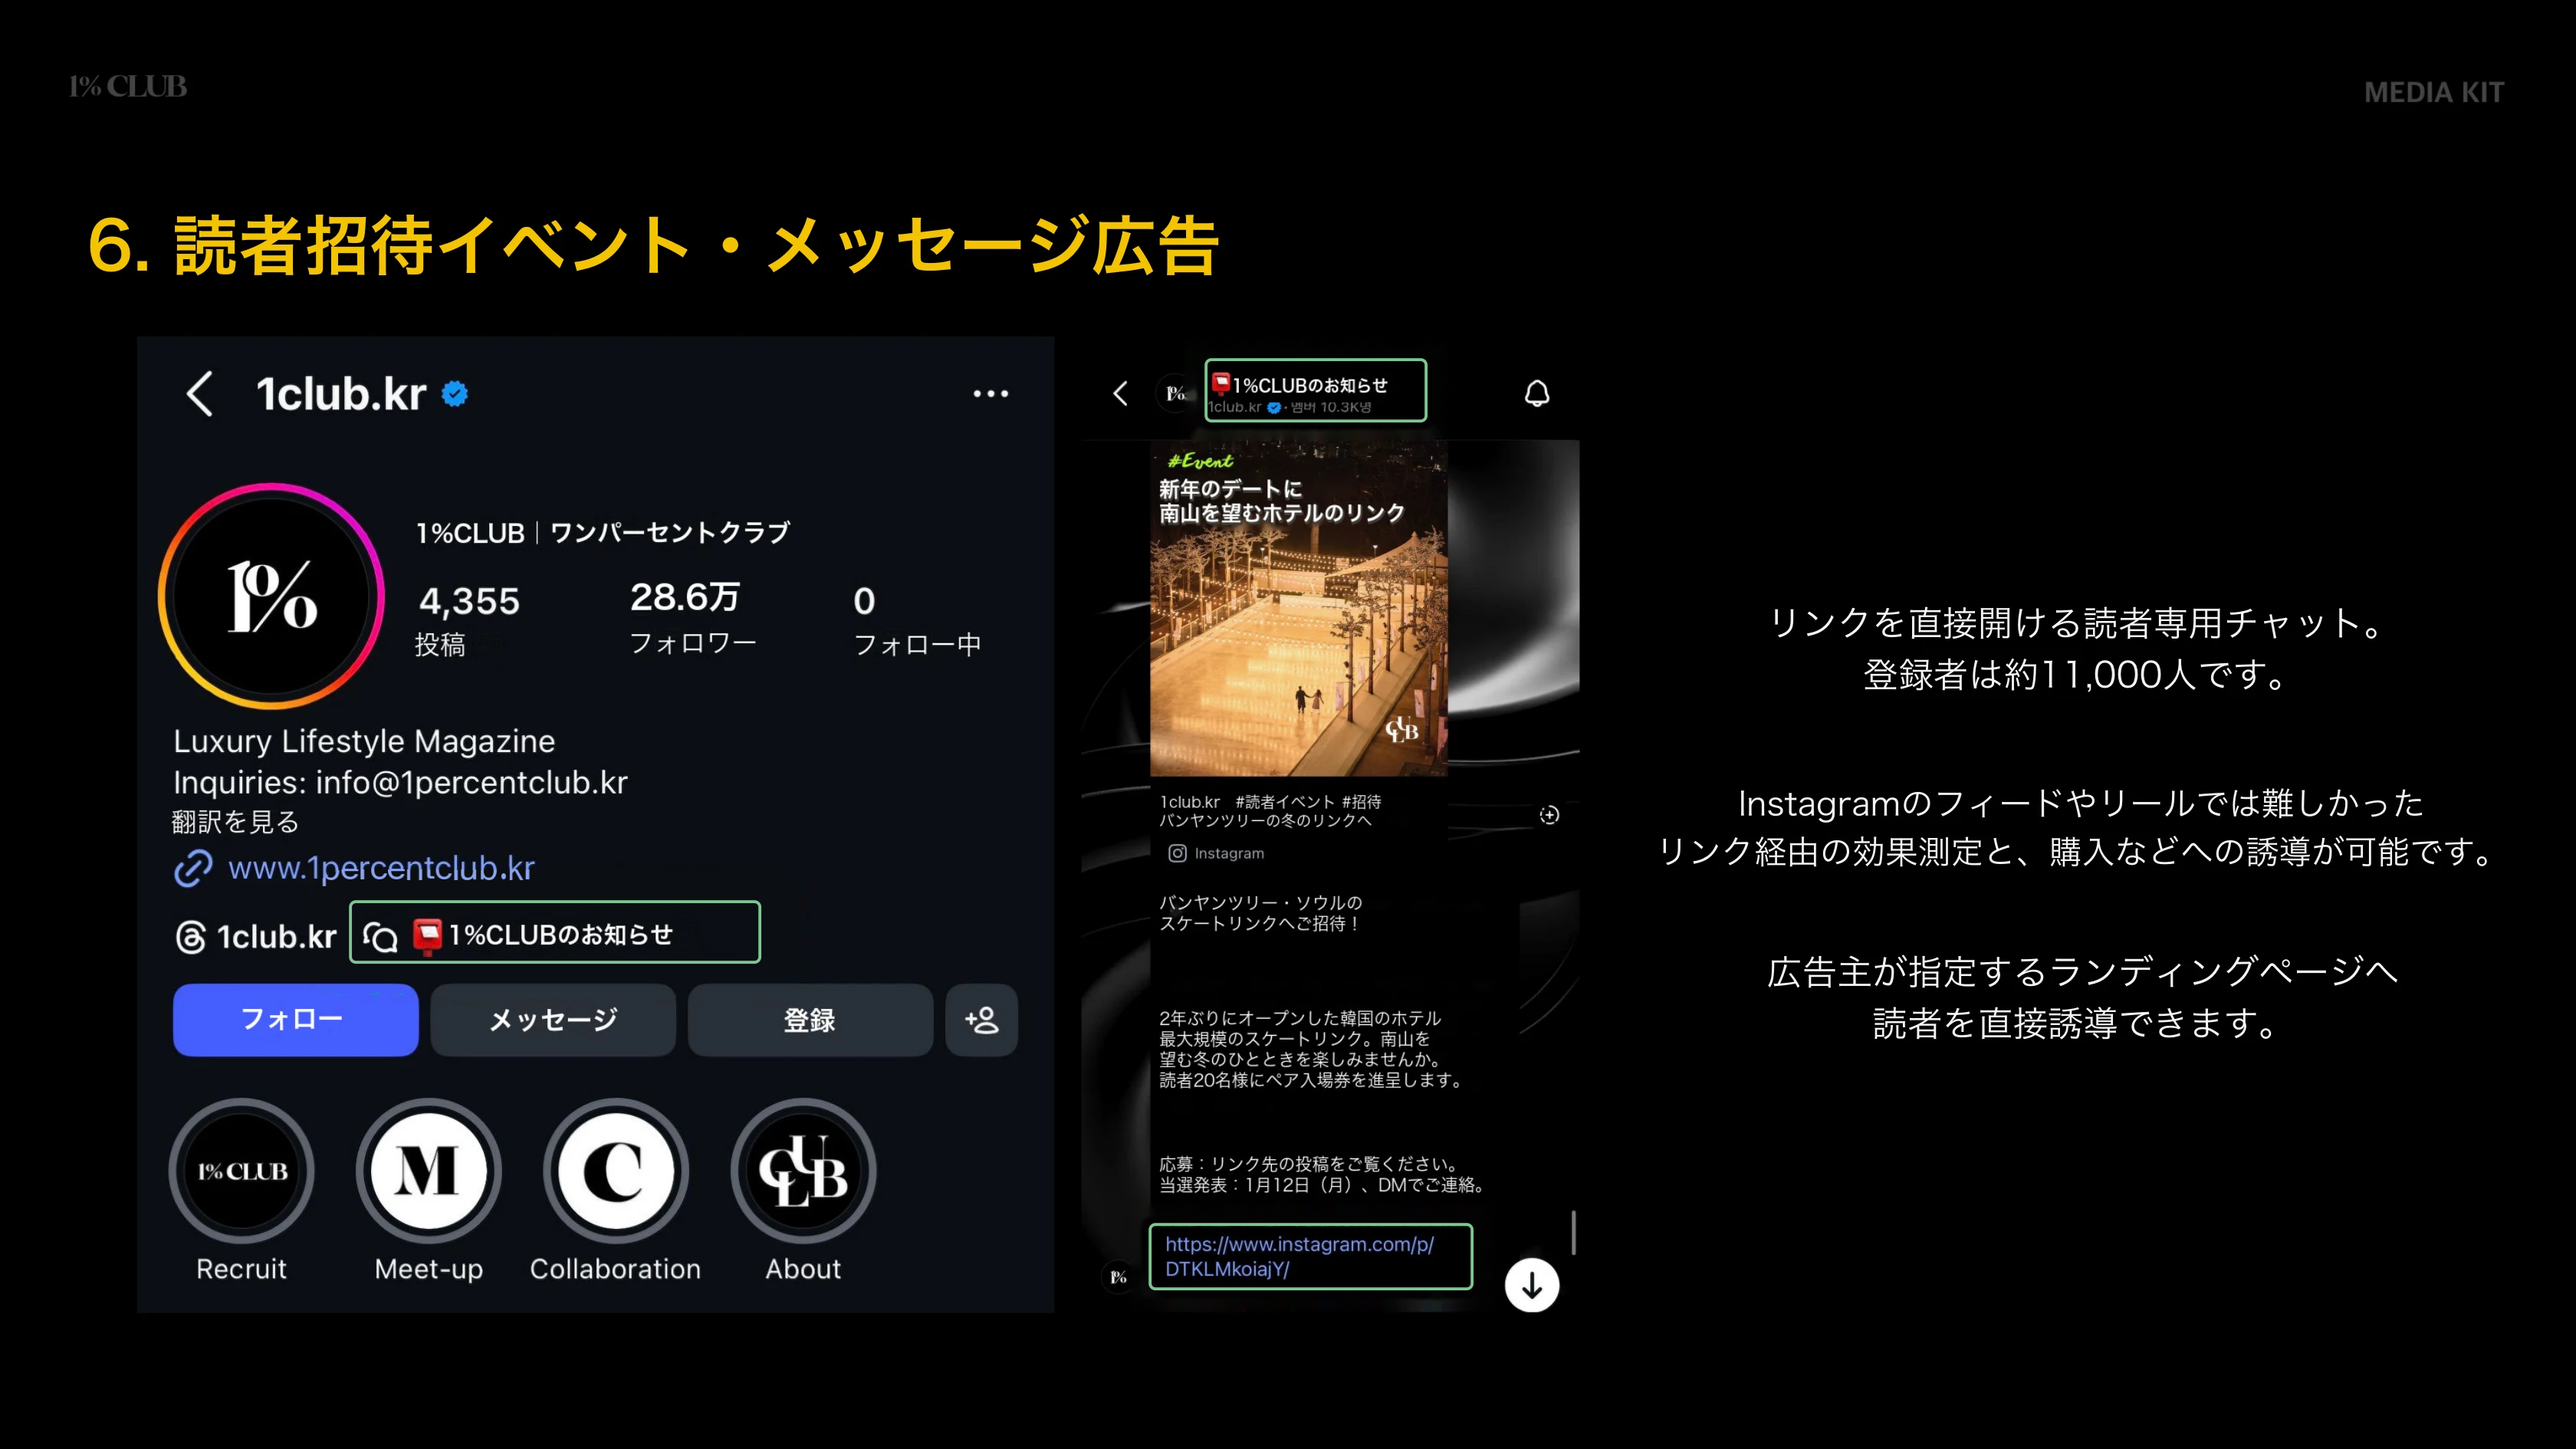 1% CLUB
MEDIA KIT
6. 読者招待イベント・メッセージ広告
1club.kr
1%CLUB｜ワンパーセントクラブ
4,355
投稿
28.6万
フォロワー
0
フォロー中
Luxury Lifestyle Magazine
Inquiries: info@1percentclub.kr
翻訳を見る
www.1percentclub.kr
1club.kr
1%CLUBのお知らせ
フォロー
メッセージ
登録
1%
1% CLUB
M
C
CLUB
Recruit
Meet-up
Collaboration
About
1%
1%CLUBのお知らせ
1club.kr · 멤버 10.3K명
#Event
新年のデートに
南山を望むホテルのリンク
CLUB
1club.kr #読者イベント #招待
バンヤンツリーの冬のリンクへ
Instagram
バンヤンツリー・ソウルの
スケートリンクへご招待！
2年ぶりにオープンした韓国のホテル
最大規模のスケートリンク。南山を
望む冬のひとときを楽しみませんか。
読者20名様にペア入場券を進呈します。
応募：リンク先の投稿をご覧ください。
当選発表：1月12日（月）、DMでご連絡。
https://www.instagram.com/p/
DTKLMkoiajY/
1%
リンクを直接開ける読者専用チャット。
登録者は約11,000人です。
Instagramのフィードやリールでは難しかった
リンク経由の効果測定と、購入などへの誘導が可能です。
広告主が指定するランディングページへ
読者を直接誘導できます。